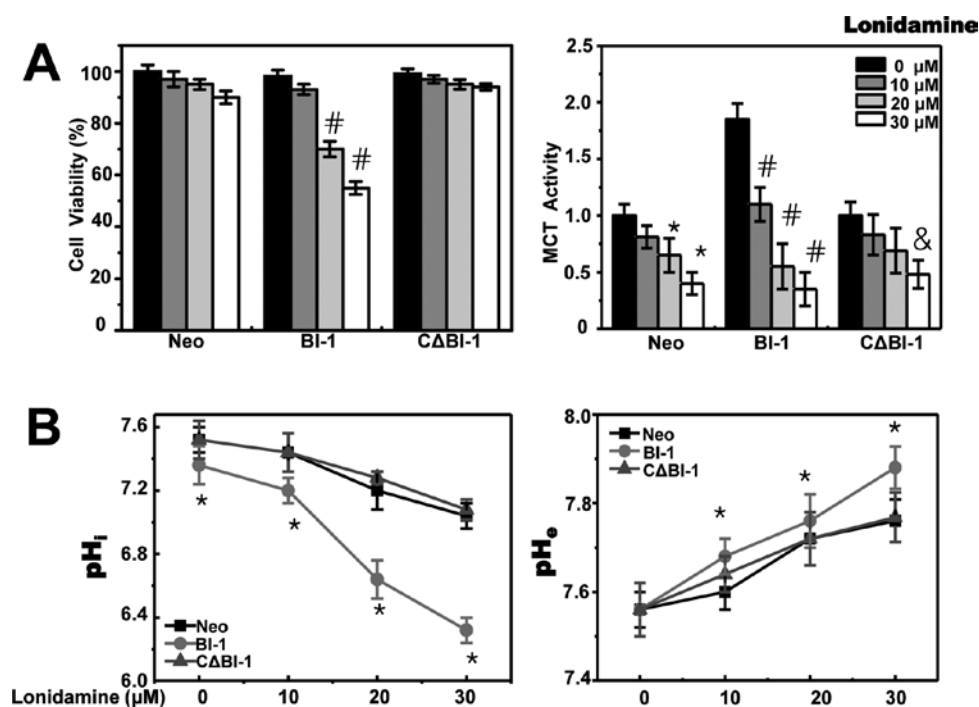 A
Cell Viability (%)
100
80
60
40
20
0
#
#
Neo
BI-1
CΔBI-1
Lonidamine
0 μM
10 μM
20 μM
30 μM
MCT Activity
2.5
2.0
1.5
1.0
0.5
0.0
*
*
#
#
#
&
Neo
BI-1
CΔBI-1
B
pHi
7.6
7.2
6.8
6.4
6.0
*
*
*
*
Neo
BI-1
CΔBI-1
Lonidamine (μM)
0
10
20
30
pHe
8.0
7.8
7.6
7.4
Neo
BI-1
CΔBI-1
*
*
*
0
10
20
30